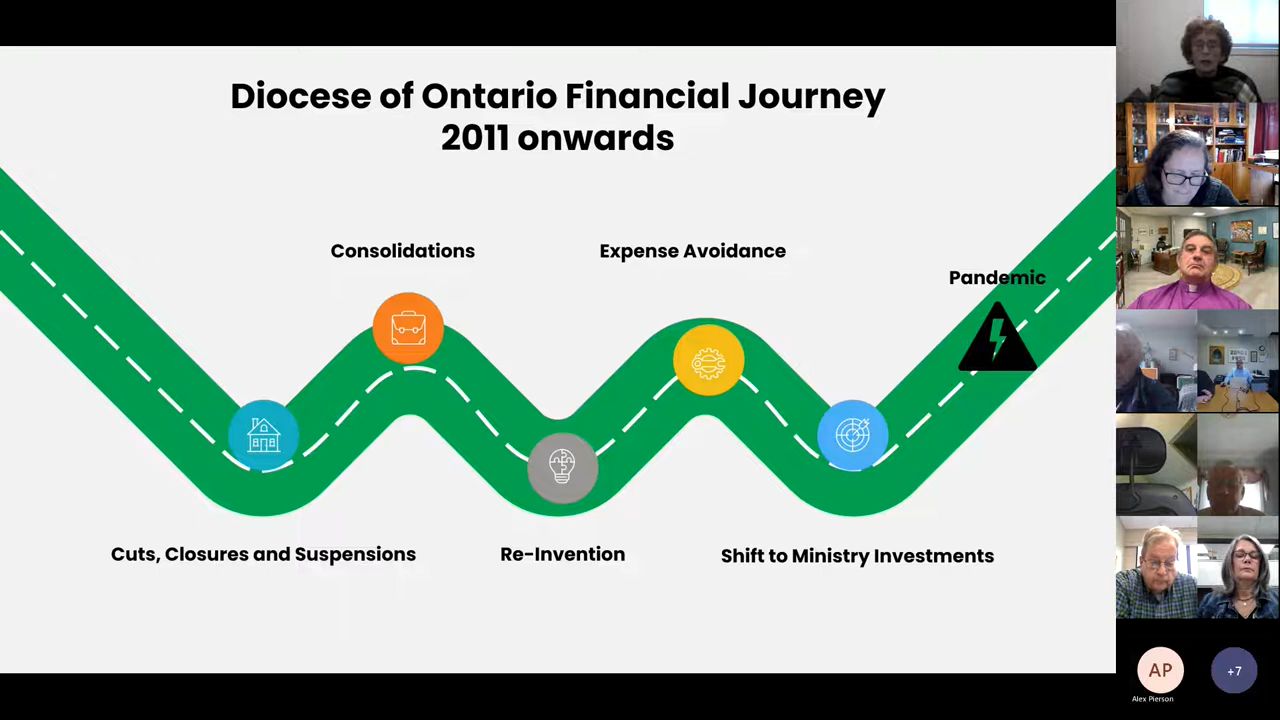 Diocese of Ontario Financial Journey
2011 onwards
Consolidations
Expense Avoidance
Pandemic
Cuts, Closures and Suspensions
Re-Invention
Shift to Ministry Investments
AP
+7
Alex Pierson